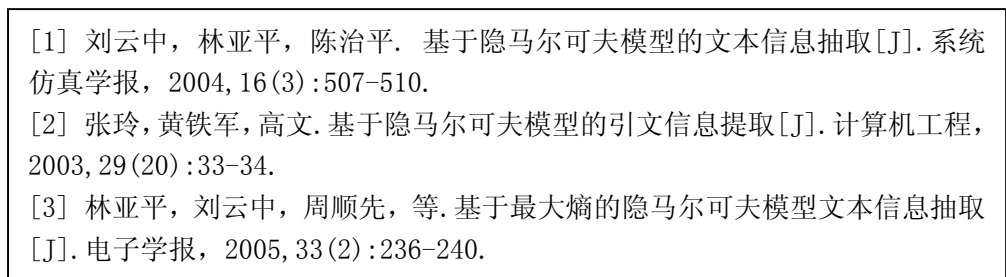 [1] 刘云中，林亚平，陈治平. 基于隐马尔可夫模型的文本信息抽取[J].系统
仿真学报，2004,16(3):507-510.
[2] 张玲,黄铁军,高文.基于隐马尔可夫模型的引文信息提取[J].计算机工程，
2003,29(20):33-34.
[3] 林亚平，刘云中，周顺先，等.基于最大熵的隐马尔可夫模型文本信息抽取
[J].电子学报，2005,33(2):236-240.